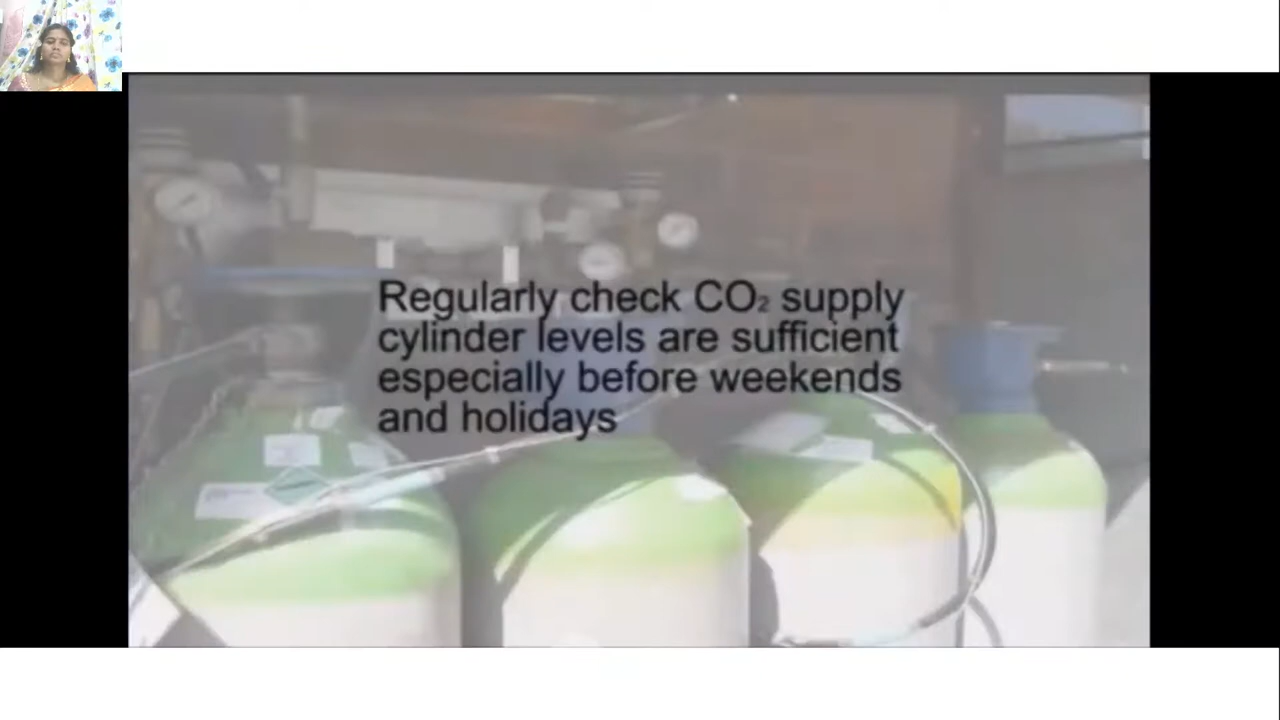 Regularly check CO₂ supply
cylinder levels are sufficient
especially before weekends
and holidays